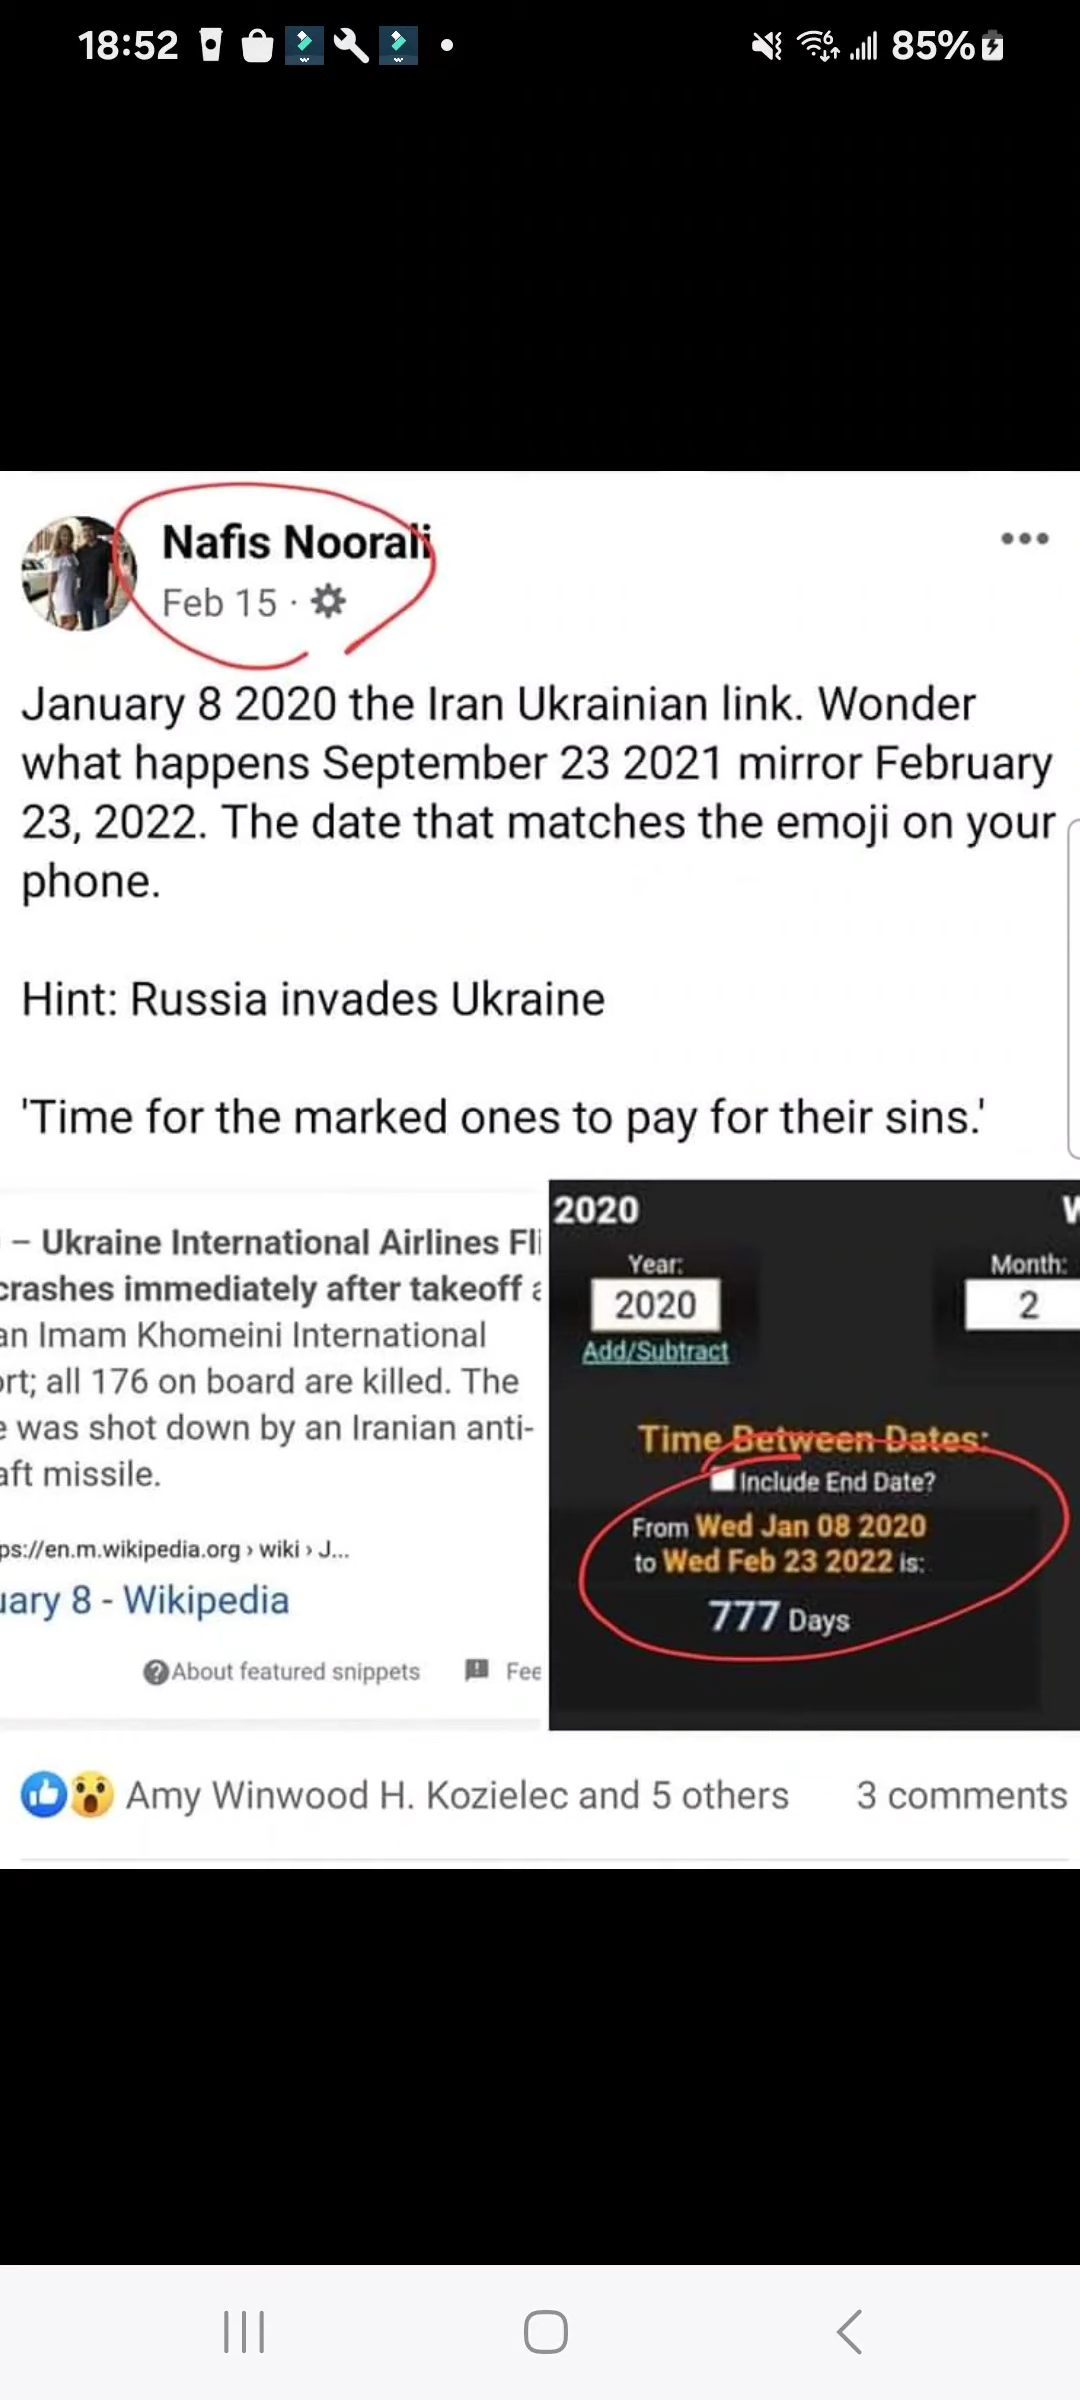 18:52
85%
Nafis Noorali
Feb 15 ·
January 8 2020 the Iran Ukrainian link. Wonder
what happens September 23 2021 mirror February
23, 2022. The date that matches the emoji on your
phone.
Hint: Russia invades Ukraine
'Time for the marked ones to pay for their sins.'
– Ukraine International Airlines Fli
crashes immediately after takeoff a
an Imam Khomeini International
ort; all 176 on board are killed. The
e was shot down by an Iranian anti-
aft missile.
ps://en.m.wikipedia.org › wiki › J...
uary 8 - Wikipedia
About featured snippets
Fee
2020
W
Year:
Month:
2020
2
Add/Subtract
Time Between Dates:
Include End Date?
From Wed Jan 08 2020
to Wed Feb 23 2022 is:
777 Days
Amy Winwood H. Kozielec and 5 others
3 comments